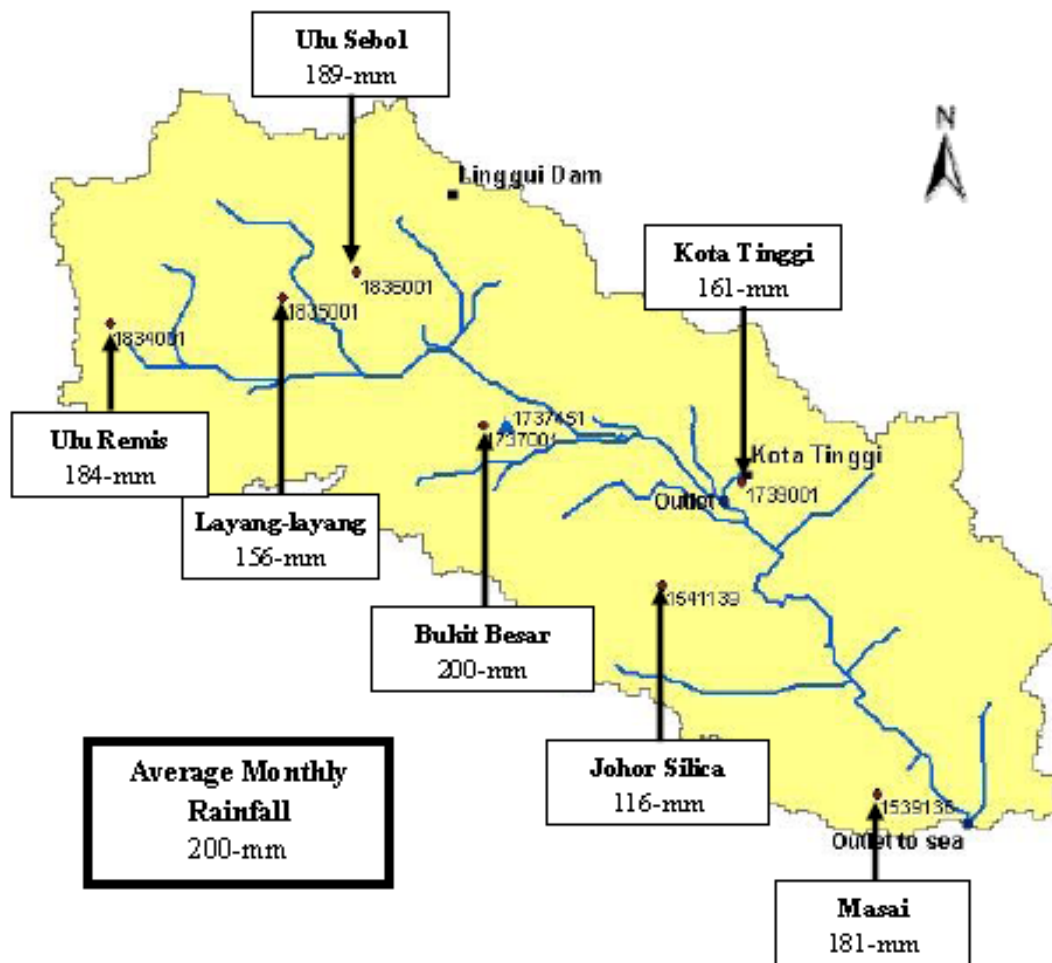 Ulu Sebol
189-mm
N
Linggui Dam
Kota Tinggi
161-mm
1836001
1835001
1834001
Ulu Remis
184-mm
1737451
1737001
Kota Tinggi
1739001
Outlet
Layang-layang
156-mm
1541139
Bukit Besar
200-mm
Average Monthly
Rainfall
200-mm
Johor Silica
116-mm
1539136
Outlet to sea
Masai
181-mm